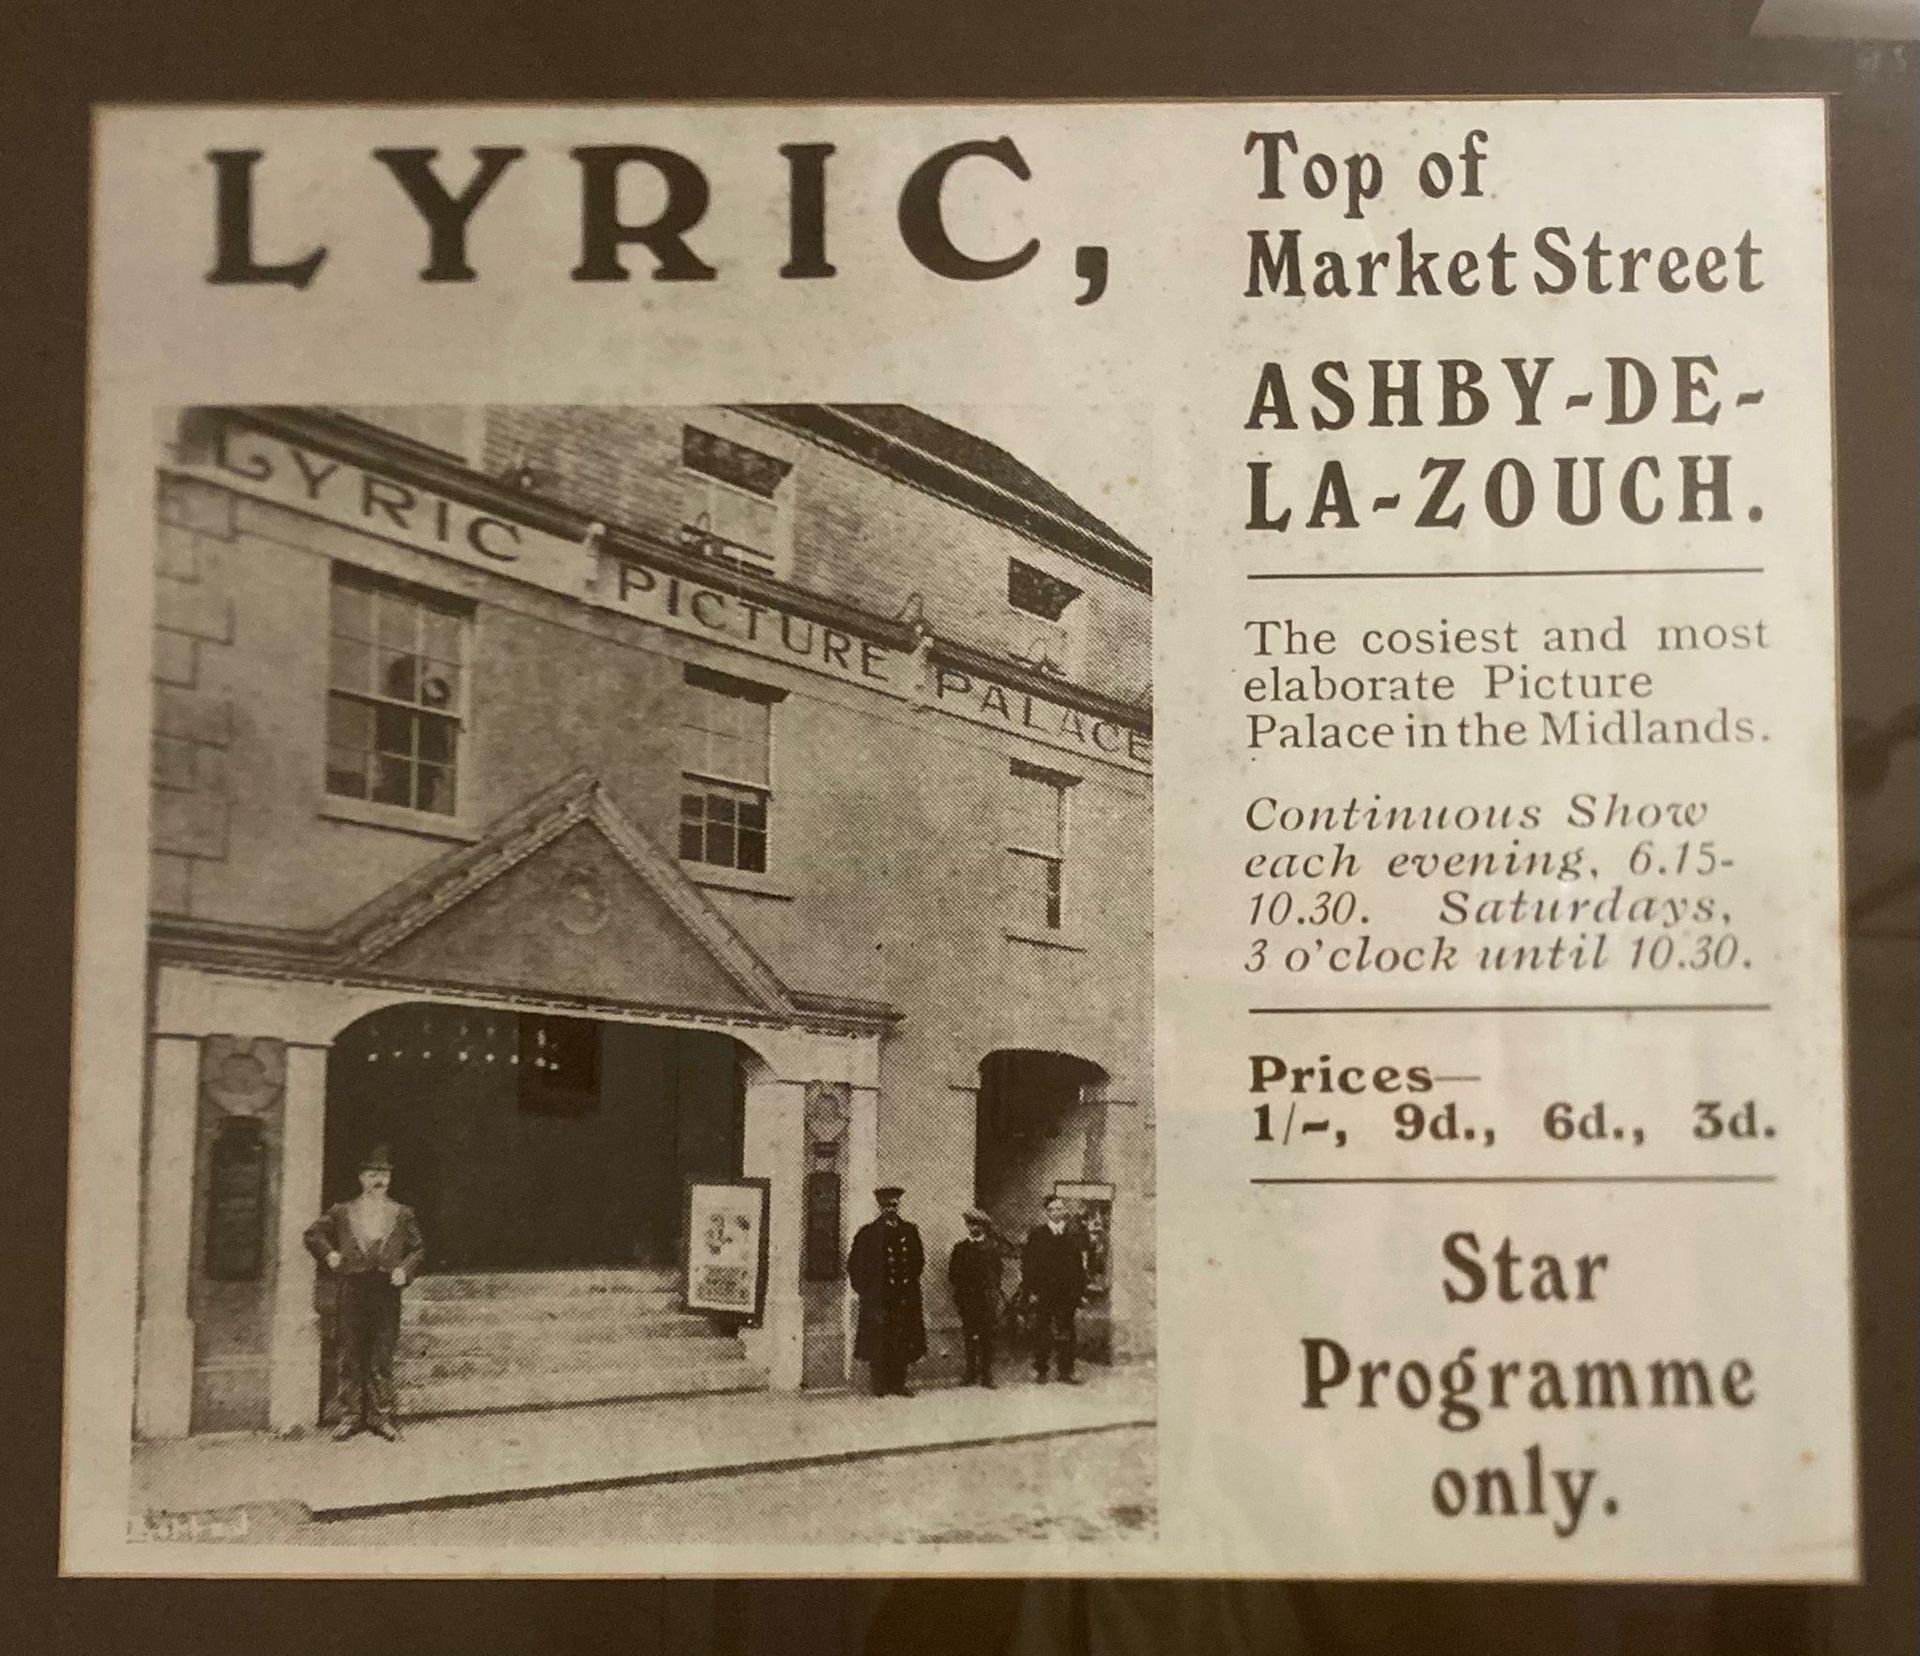 LYRIC,
Top of
Market Street
ASHBY-DE-
LA-ZOUCH.
LYRIC PICTURE PALACE
The cosiest and most
elaborate Picture
Palace in the Midlands.
Continuous Show
each evening, 6.15-
10.30. Saturdays,
3 o'clock until 10.30.
Prices—
1/-, 9d., 6d., 3d.
Star
Programme
only.